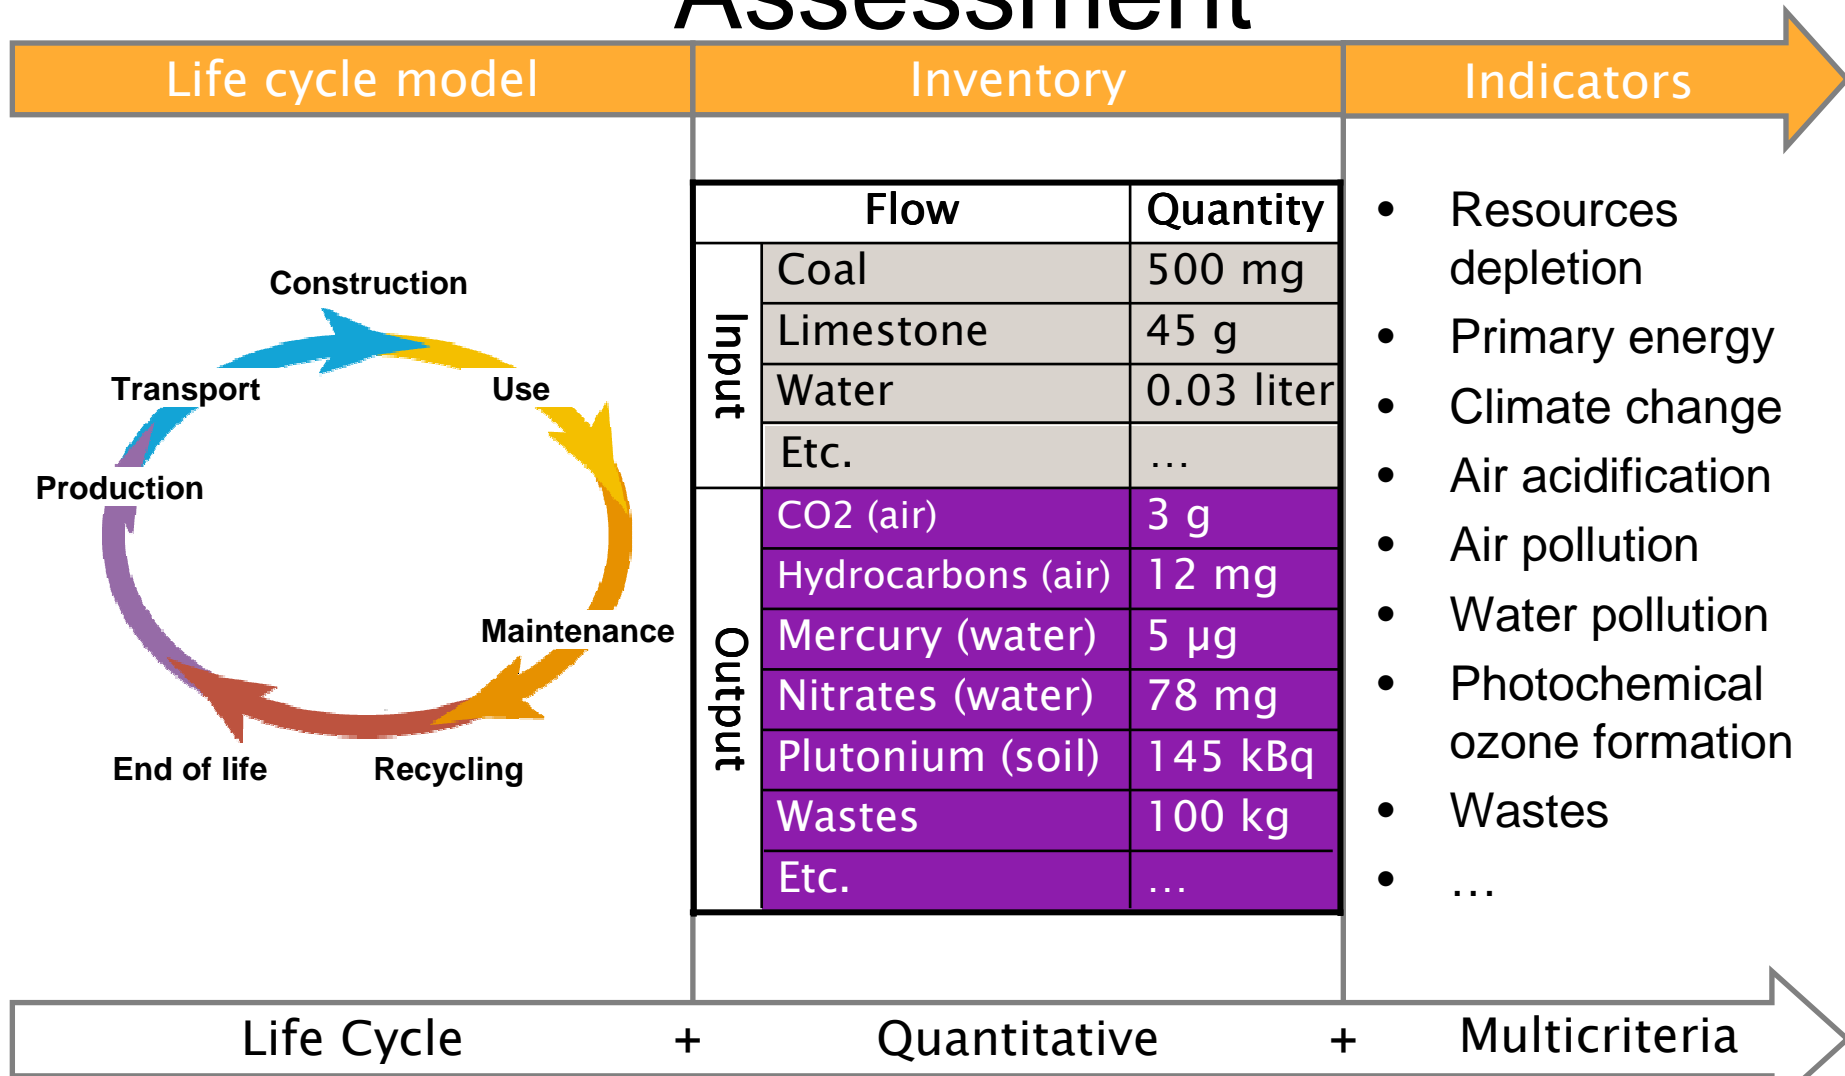 Assessment
Life cycle model
Inventory
Indicators
Construction
Transport
Use
Production
Maintenance
End of life
Recycling
Flow Quantity
Input
Coal 500 mg
Limestone 45 g
Water 0.03 liter
Etc. …
Output
CO2 (air) 3 g
Hydrocarbons (air) 12 mg
Mercury (water) 5 µg
Nitrates (water) 78 mg
Plutonium (soil) 145 kBq
Wastes 100 kg
Etc. …
• Resources
depletion
• Primary energy
• Climate change
• Air acidification
• Air pollution
• Water pollution
• Photochemical
ozone formation
• Wastes
• …
Life Cycle + Quantitative + Multicriteria